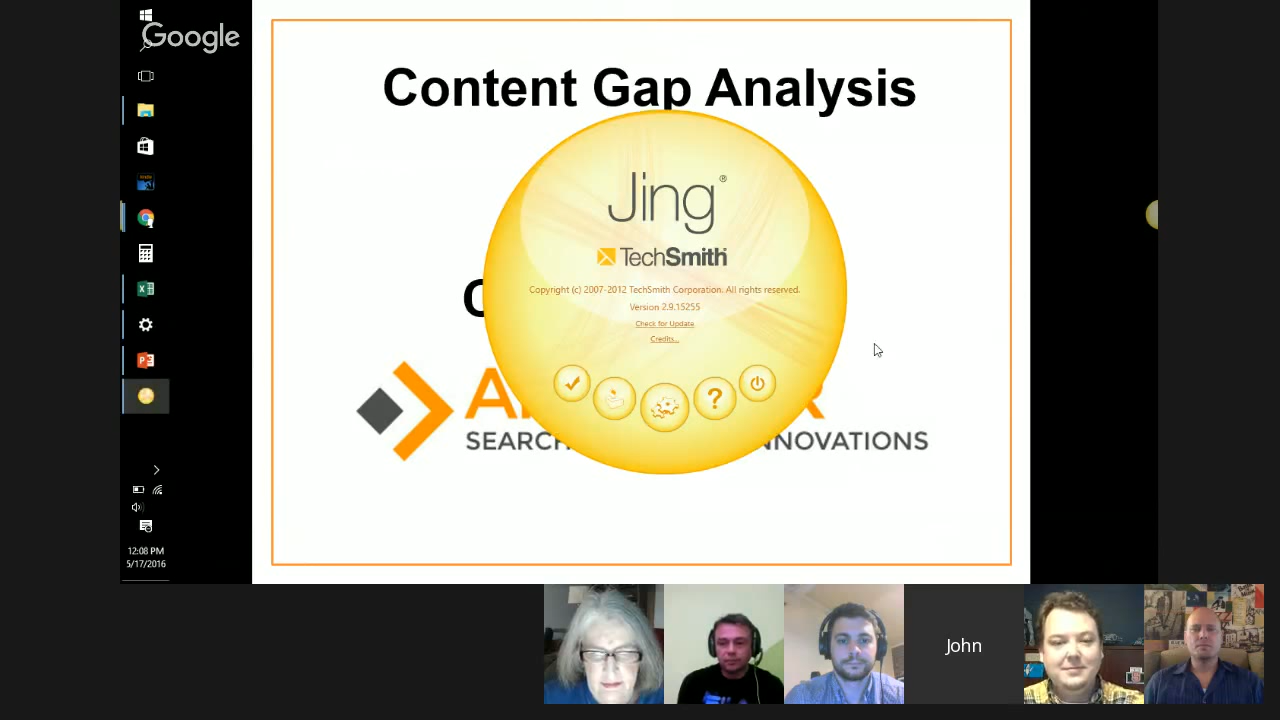 Google
Content Gap Analysis
Jing®
TechSmith
Copyright (c) 2007-2012 TechSmith Corporation. All rights reserved.
Version 2.9.15255
Check for Update
Credits...
?
SEARCH NNOVATIONS
12:08 PM
5/17/2016
John